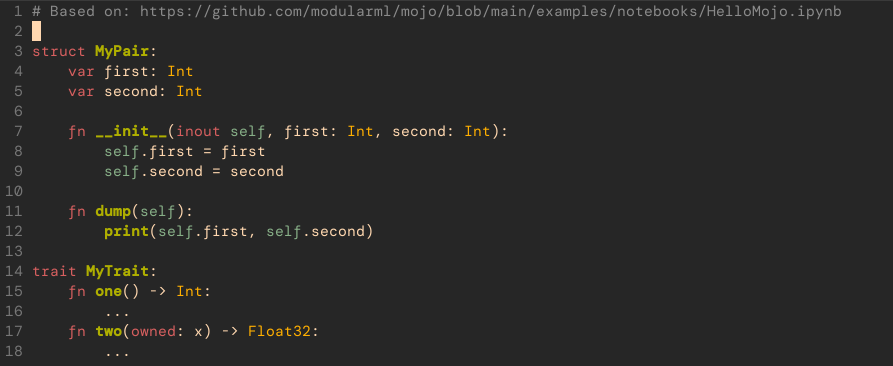 1 # Based on: https://github.com/modularml/mojo/blob/main/examples/notebooks/HelloMojo.ipynb
2
3 struct MyPair:
4     var first: Int
5     var second: Int
6
7     fn __init__(inout self, first: Int, second: Int):
8         self.first = first
9         self.second = second
10
11     fn dump(self):
12         print(self.first, self.second)
13
14 trait MyTrait:
15     fn one() -> Int:
16         ...
17     fn two(owned: x) -> Float32:
18         ...